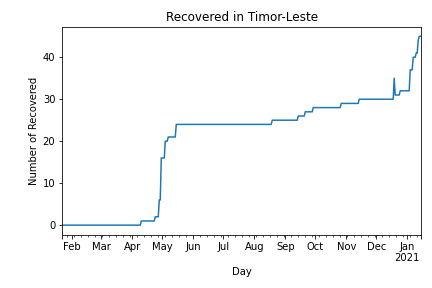 Recovered in Timor-Leste
Number of Recovered
40
30
20
10
0
Feb Mar Apr May Jun Jul Aug Sep Oct Nov Dec Jan
2021
Day